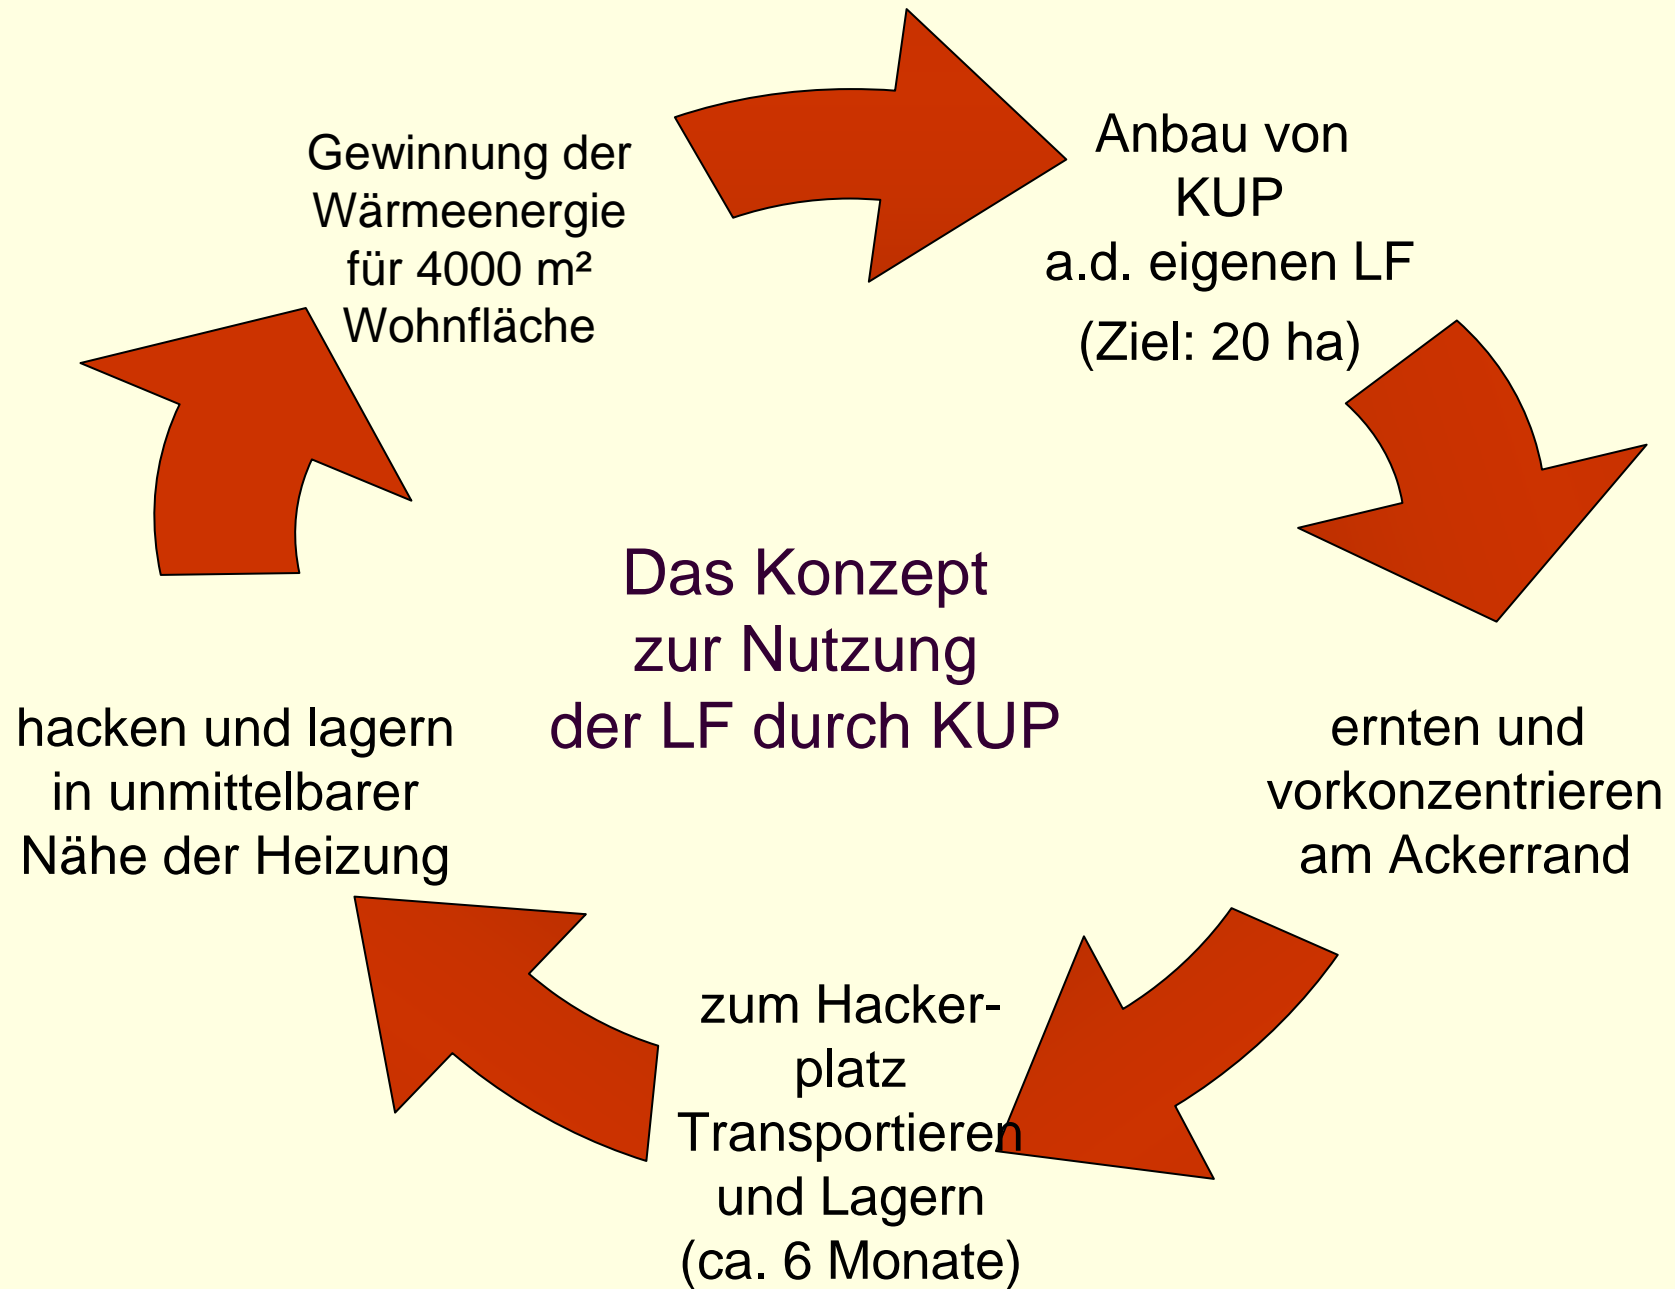 Gewinnung der
Wärmeenergie
für 4000 m²
Wohnfläche
Anbau von
KUP
a.d. eigenen LF
(Ziel: 20 ha)
Das Konzept
zur Nutzung
der LF durch KUP
hacken und lagern
in unmittelbarer
Nähe der Heizung
ernten und
vorkonzentrieren
am Ackerrand
zum Hacker-
platz
Transportieren
und Lagern
(ca. 6 Monate)